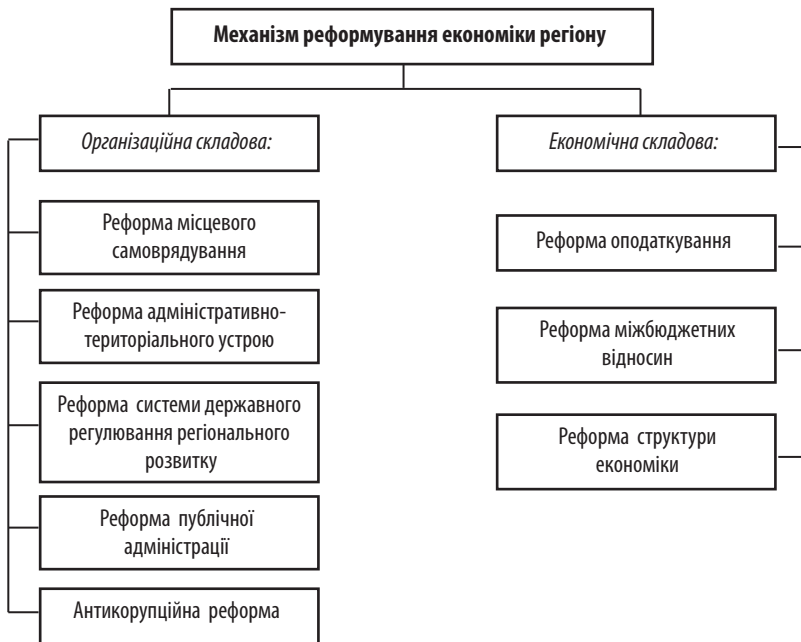 Механізм реформування економіки регіону
Організаційна складова:
Реформа місцевого
самоврядування
Реформа адміністративно-
територіального устрою
Реформа системи державного
регулювання регіонального
розвитку
Реформа публічної
адміністрації
Антикорупційна реформа
Економічна складова:
Реформа оподаткування
Реформа міжбюджетних
відносин
Реформа структури
економіки